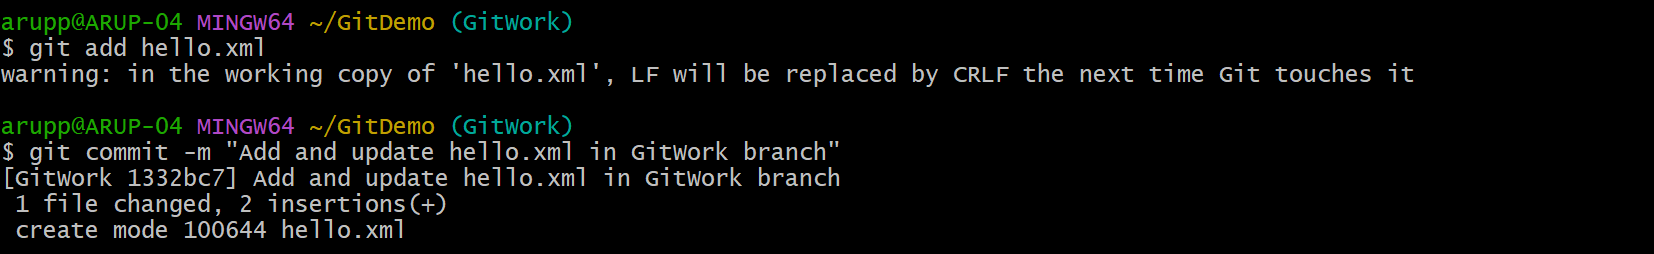 arupp@ARUP-04 MINGW64 ~/GitDemo (GitWork)
$ git add hello.xml
warning: in the working copy of 'hello.xml', LF will be replaced by CRLF the next time Git touches it
arupp@ARUP-04 MINGW64 ~/GitDemo (GitWork)
$ git commit -m "Add and update hello.xml in GitWork branch"
[GitWork 1332bc7] Add and update hello.xml in GitWork branch
 1 file changed, 2 insertions(+)
 create mode 100644 hello.xml